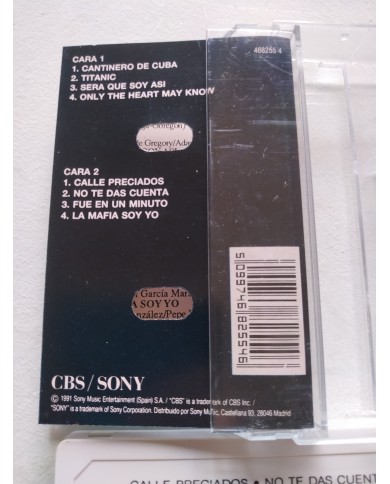 CARA 1
468255 4
1. CANTINERO DE CUBA
2. TITANIC
3. SERA QUE SOY ASI
4. ONLY THE HEART MAY KNOW
e Gregory/Ada
CARA 2
1. CALLE PRECIADOS
2. NO TE DAS CUENTA
3. FUE EN UN MINUTO
4. LA MAFIA SOY YO
García Mar
A SOY YO
nzález/Pepe
5099746825546
CBS / SONY
© 1991 Sony Music Entertainment (Spain) S.A. / "CBS" is a trademark of CBS Inc. /
"SONY" is a trademark of Sony Corporation. Distribuido por Sony Music, Castellana 93, 28046 Madrid
CALLE PRECIADOS • NO TE DAS CUENT